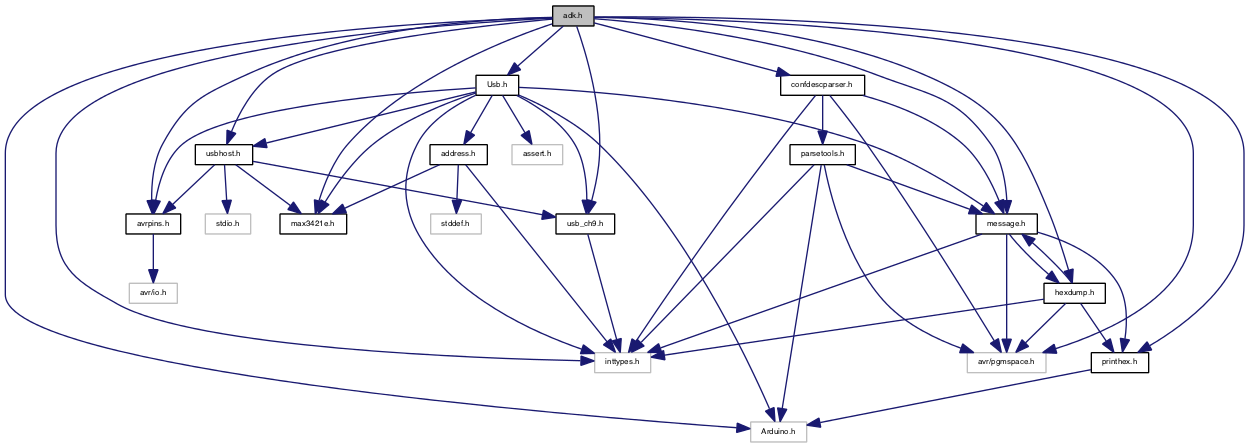 adk.h
Usb.h
confdescparser.h
usbhost.h
address.h
assert.h
parsetools.h
avrpins.h
stdio.h
max3421e.h
stddef.h
usb_ch9.h
message.h
avr/io.h
hexdump.h
inttypes.h
avr/pgmspace.h
printhex.h
Arduino.h